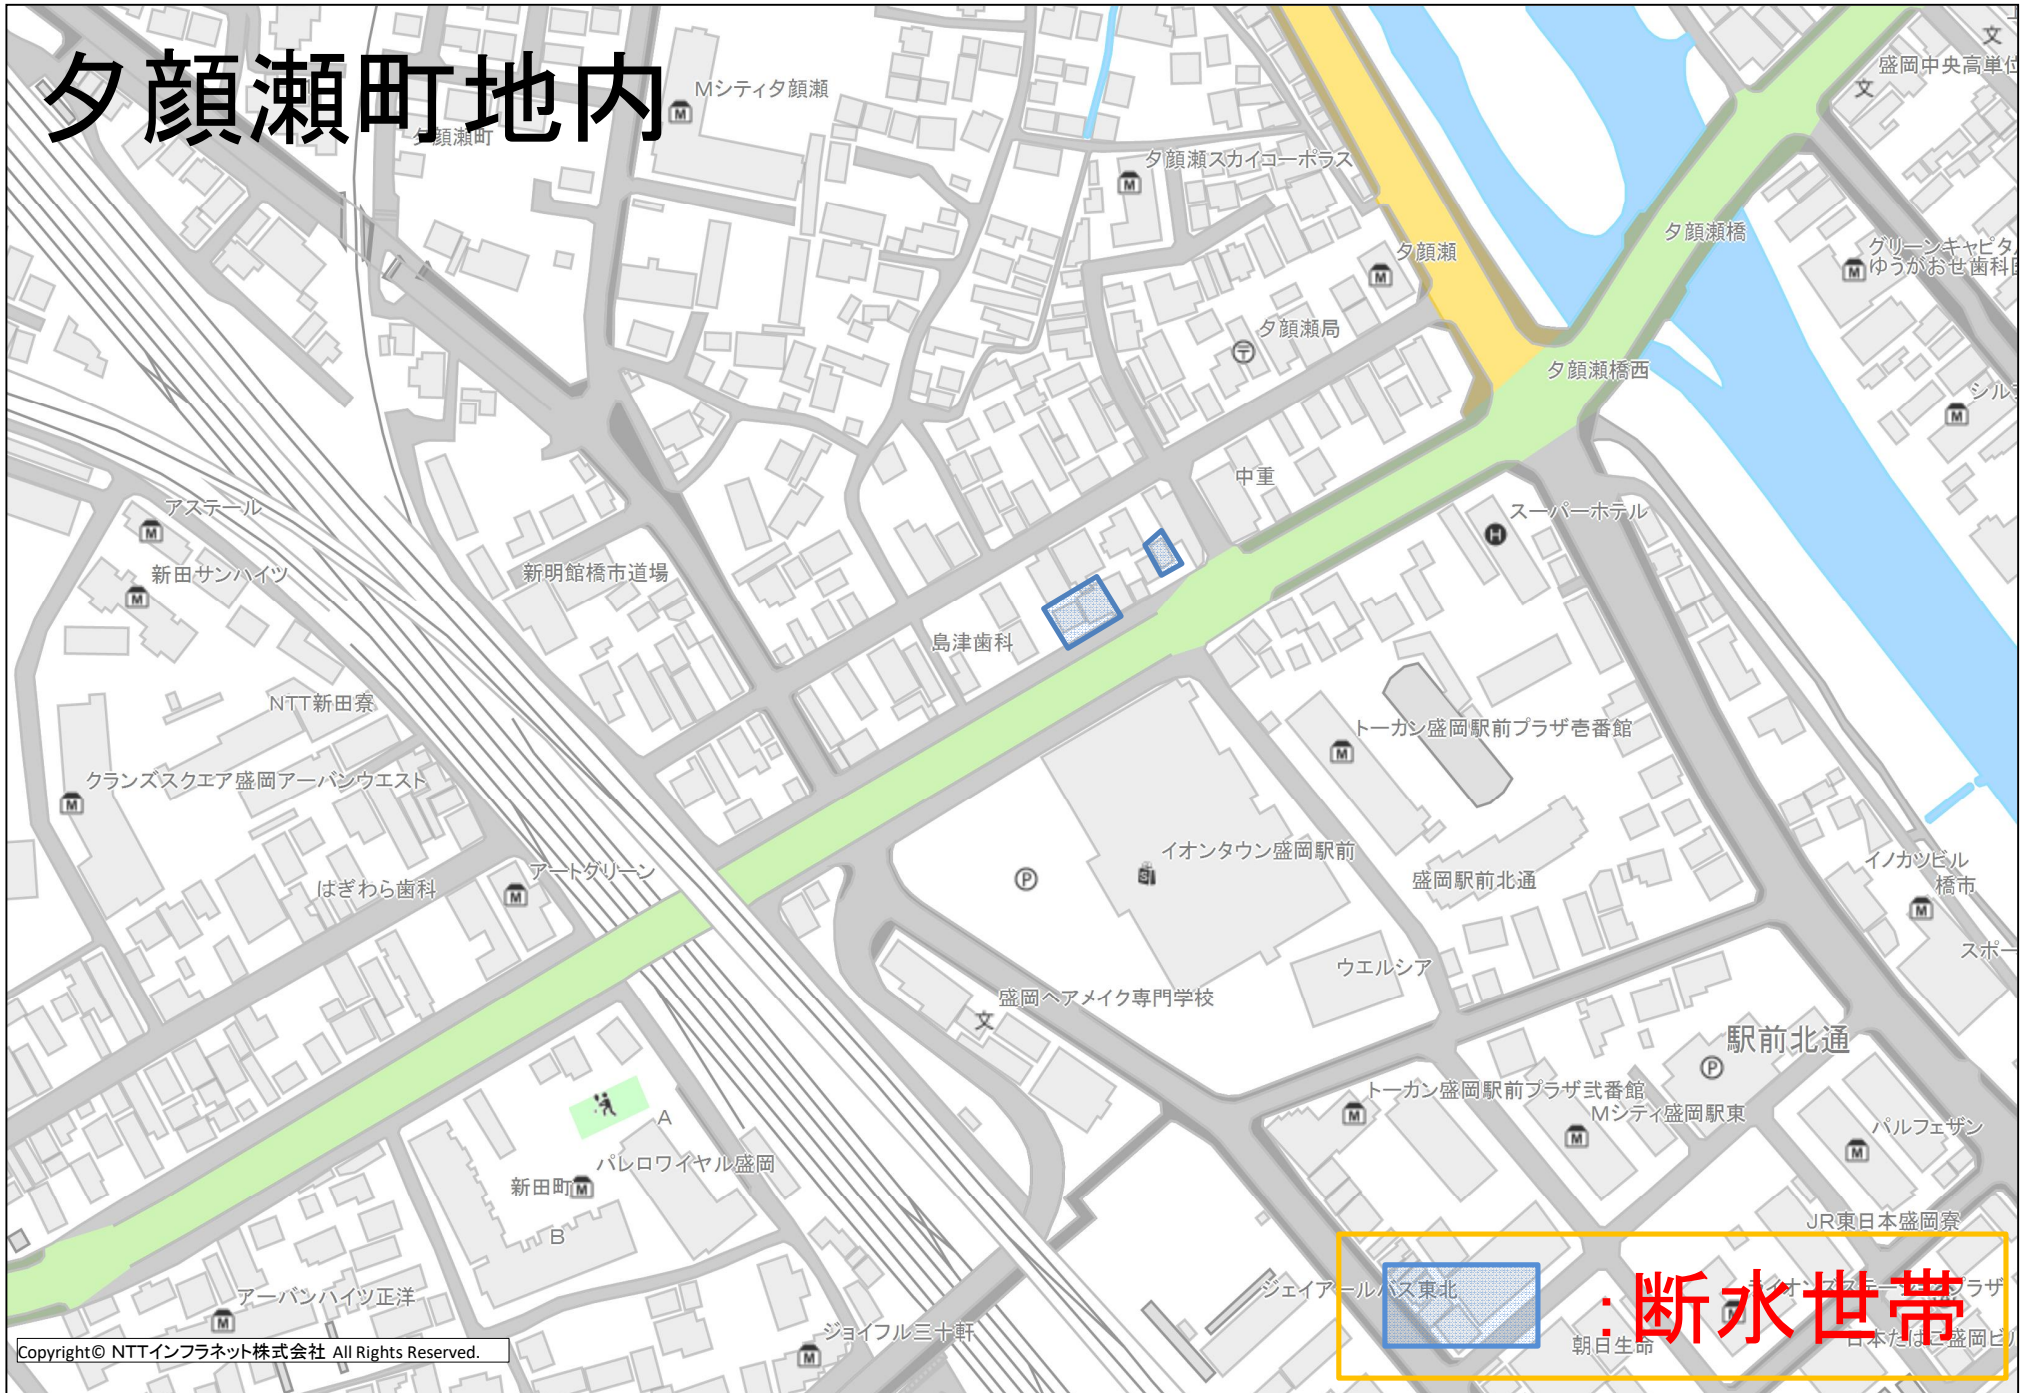 夕顔瀬町地内
文
盛岡中央高単位
文
Mシティ夕顔瀬
夕顔瀬町
夕顔瀬スカイコーポラス
夕顔瀬橋
グリーンキャピタ
ゆうがおせ歯科医
夕顔瀬
夕顔瀬局
夕顔瀬橋西
シル
中重
アステール
スーパーホテル
新田サンハイツ
新明館橋市道場
島津歯科
NTT新田寮
トーカン盛岡駅前プラザ壱番館
クランズスクエア盛岡アーバンウエスト
イオンタウン盛岡駅前
アートグリーン
はぎわら歯科
盛岡駅前北通
イノカツビル
橋市
スポー
ウエルシア
盛岡ヘアメイク専門学校
文
駅前北通
トーカン盛岡駅前プラザ弐番館
Mシティ盛岡駅東
パルフェザン
A
パレロワイヤル盛岡
新田町
B
JR東日本盛岡寮
ジェイアールバス東北
アーバンハイツ正洋
ジョイフル三十軒
朝日生命
:断水世帯
Copyright© NTTインフラネット株式会社 All Rights Reserved.